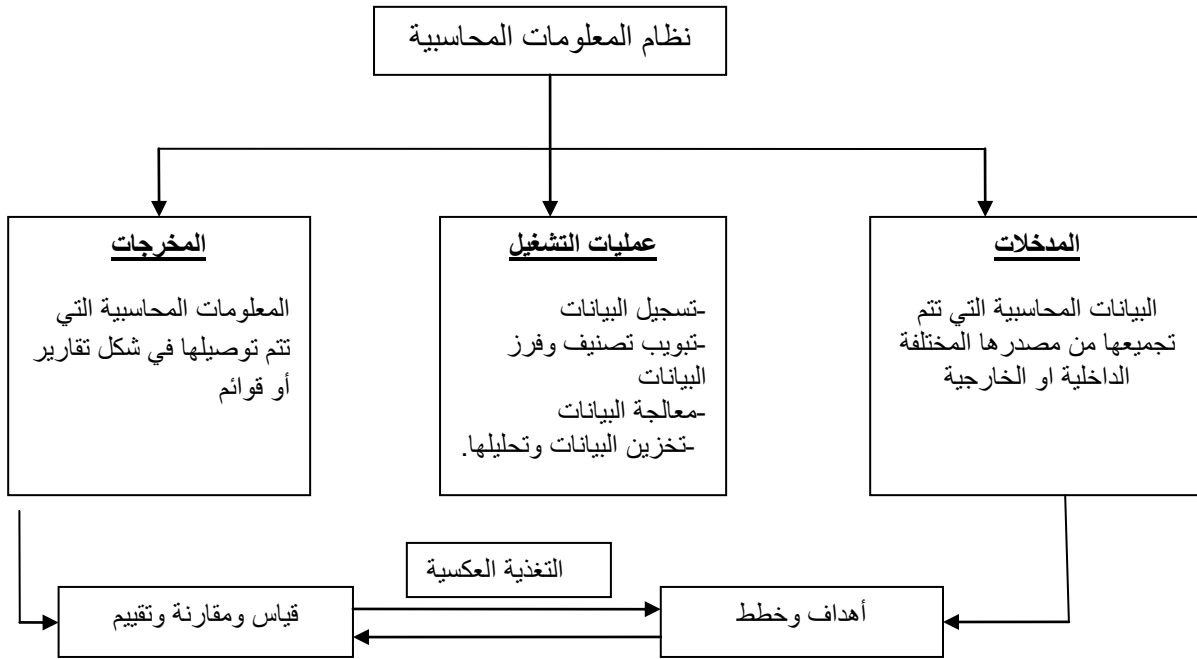 نظام المعلومات المحاسبية
المدخلات
البيانات المحاسبية التي تتم
تجميعها من مصدرها المختلفة
الداخلية او الخارجية
عمليات التشغيل
-تسجيل البيانات
-تبويب تصنيف وفرز
البيانات
-معالجة البيانات
-تخزين البيانات وتحليلها.
المخرجات
المعلومات المحاسبية التي
تتم توصيلها في شكل تقارير
أو قوائم
التغذية العكسية
أهداف وخطط
قياس ومقارنة وتقييم